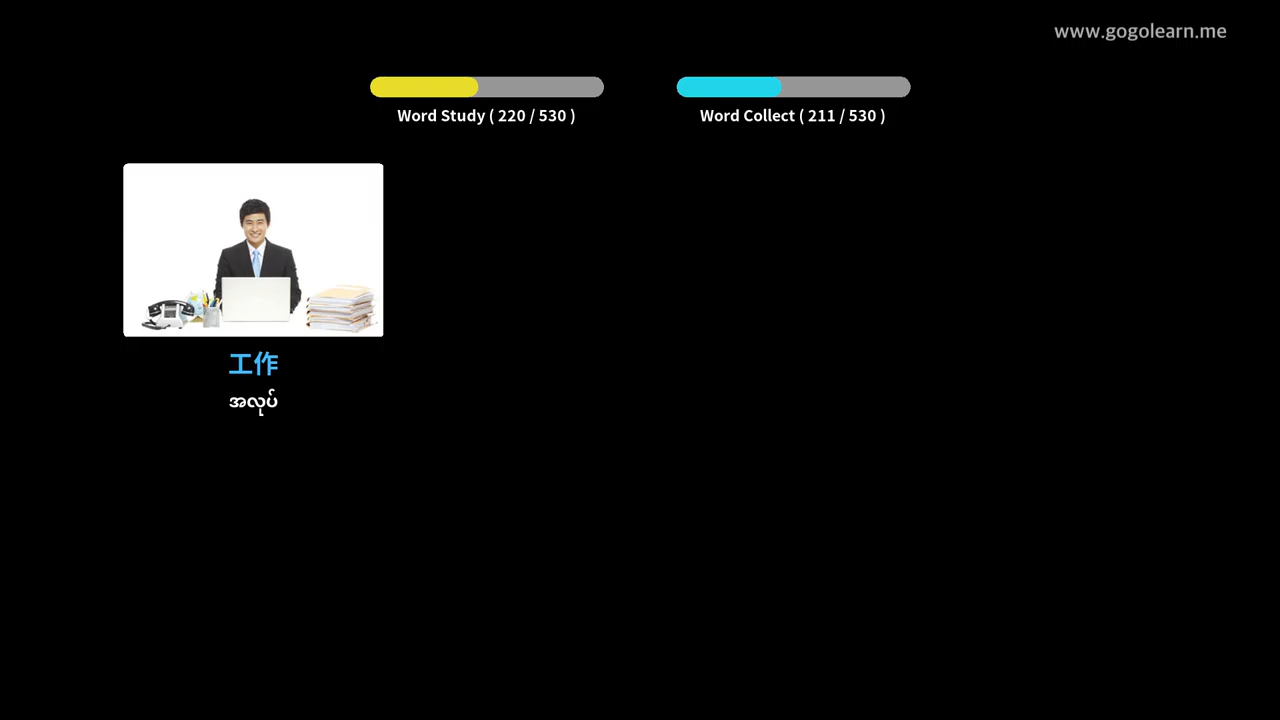 www.gogolearn.me
Word Study ( 220 / 530 )
Word Collect ( 211 / 530 )
工作
အလုပ်